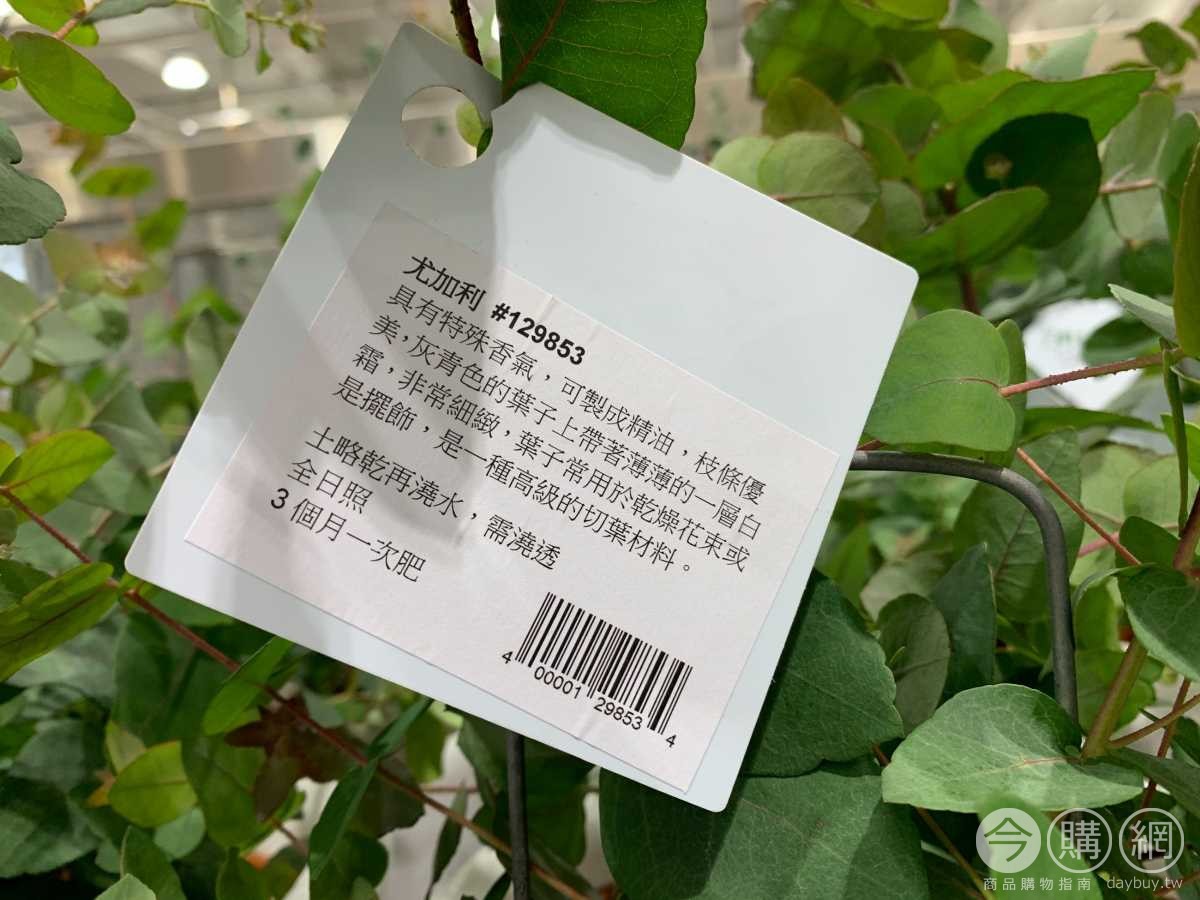 尤加利 #129853
具有特殊香氣，可製成精油，枝條優
美，灰青色的葉子上帶著薄薄的一層白
霜，非常細緻，葉子常用於乾燥花束或
是擺飾，是一種高級的切葉材料。
土略乾再澆水，需澆透
全日照
3個月一次肥
4 00001 29853 4
今購網
商品購物指南 daybuy.tw